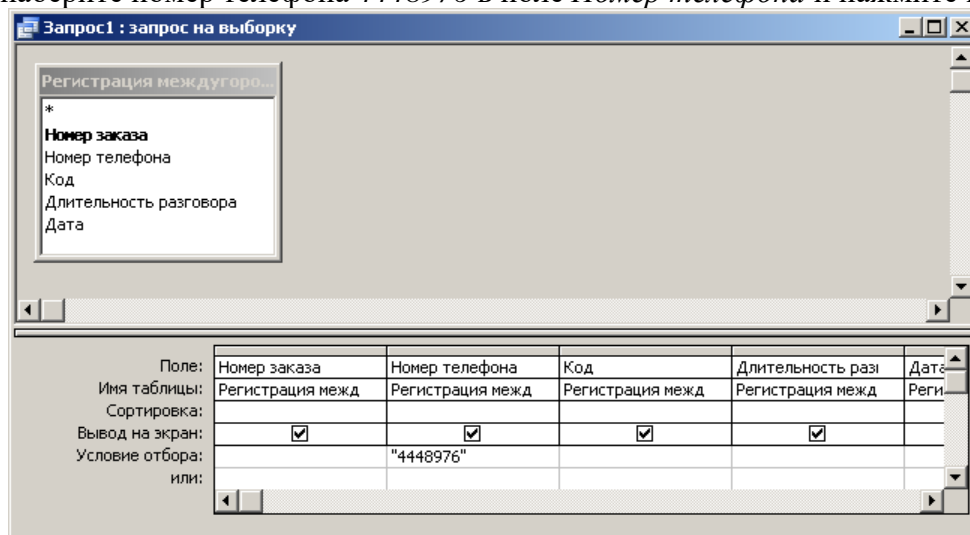 наберите номер телефона 4448976 в поле Номер телефона и нажмите
Запрос1 : запрос на выборку
Регистрация междугоро...
*
Номер заказа
Номер телефона
Код
Длительность разговора
Дата
Поле: Номер заказа Номер телефона Код Длительность разг Дата
Имя таблицы: Регистрация межд Регистрация межд Регистрация межд Регистрация межд Реги
Сортировка:
Вывод на экран:
Условие отбора: "4448976"
или: